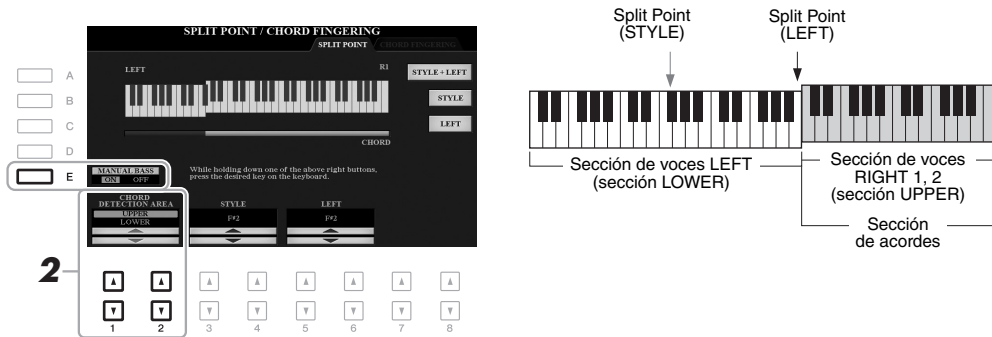 SPLIT POINT / CHORD FINGERING
SPLIT POINT
CHORD FINGERING
LEFT
R1
STYLE + LEFT
STYLE
LEFT
CHORD
A
B
C
D
E
MANUAL BASS
ON OFF
While holding down one of the above right buttons,
press the desired key on the keyboard.
CHORD
DETECTION AREA
UPPER
LOWER
STYLE
F#2
LEFT
F#2
2
1 2 3 4 5 6 7 8
Split Point
(STYLE)
Split Point
(LEFT)
Sección de voces LEFT
(sección LOWER)
Sección de voces
RIGHT 1, 2
(sección UPPER)
Sección
de acordes